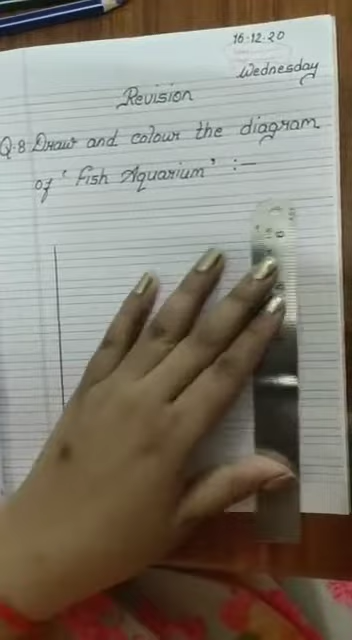 16-12-20
Wednesday
Revision
Q.8 Draw and colour the diagram
of 'Fish Aquarium' :-